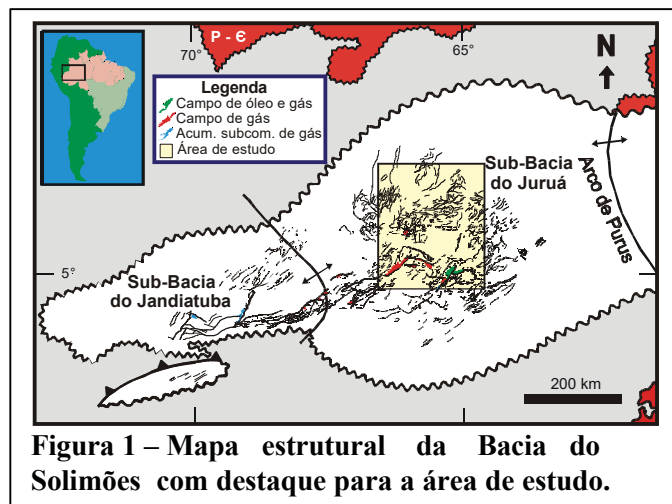 70°
65°
P - Є
N
Legenda
Campo de óleo e gás
Campo de gás
Acum. subcom. de gás
Área de estudo
Sub-Bacia
do Juruá
Arco de Purus
5°
Sub-Bacia
do Jandiatuba
200 km
Figura 1 – Mapa estrutural da Bacia do
Solimões com destaque para a área de estudo.